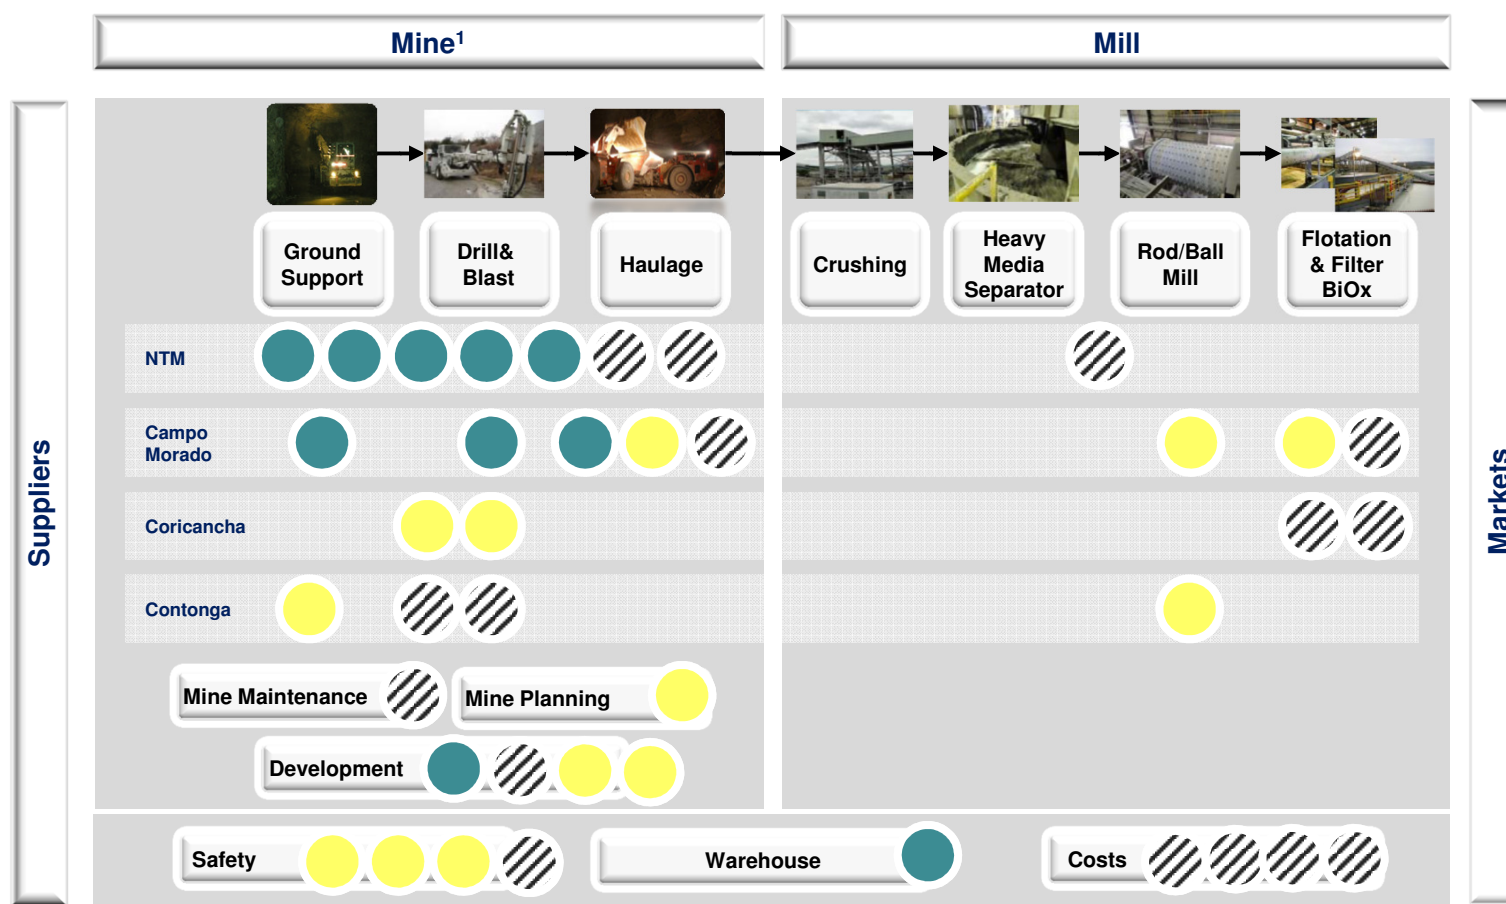 Mine¹
Mill
Suppliers
Markets
Ground
Support
Drill&
Blast
Haulage
Crushing
Heavy
Media
Separator
Rod/Ball
Mill
Flotation
& Filter
BiOx
NTM
Campo
Morado
Coricancha
Contonga
Mine Maintenance
Mine Planning
Development
Safety
Warehouse
Costs